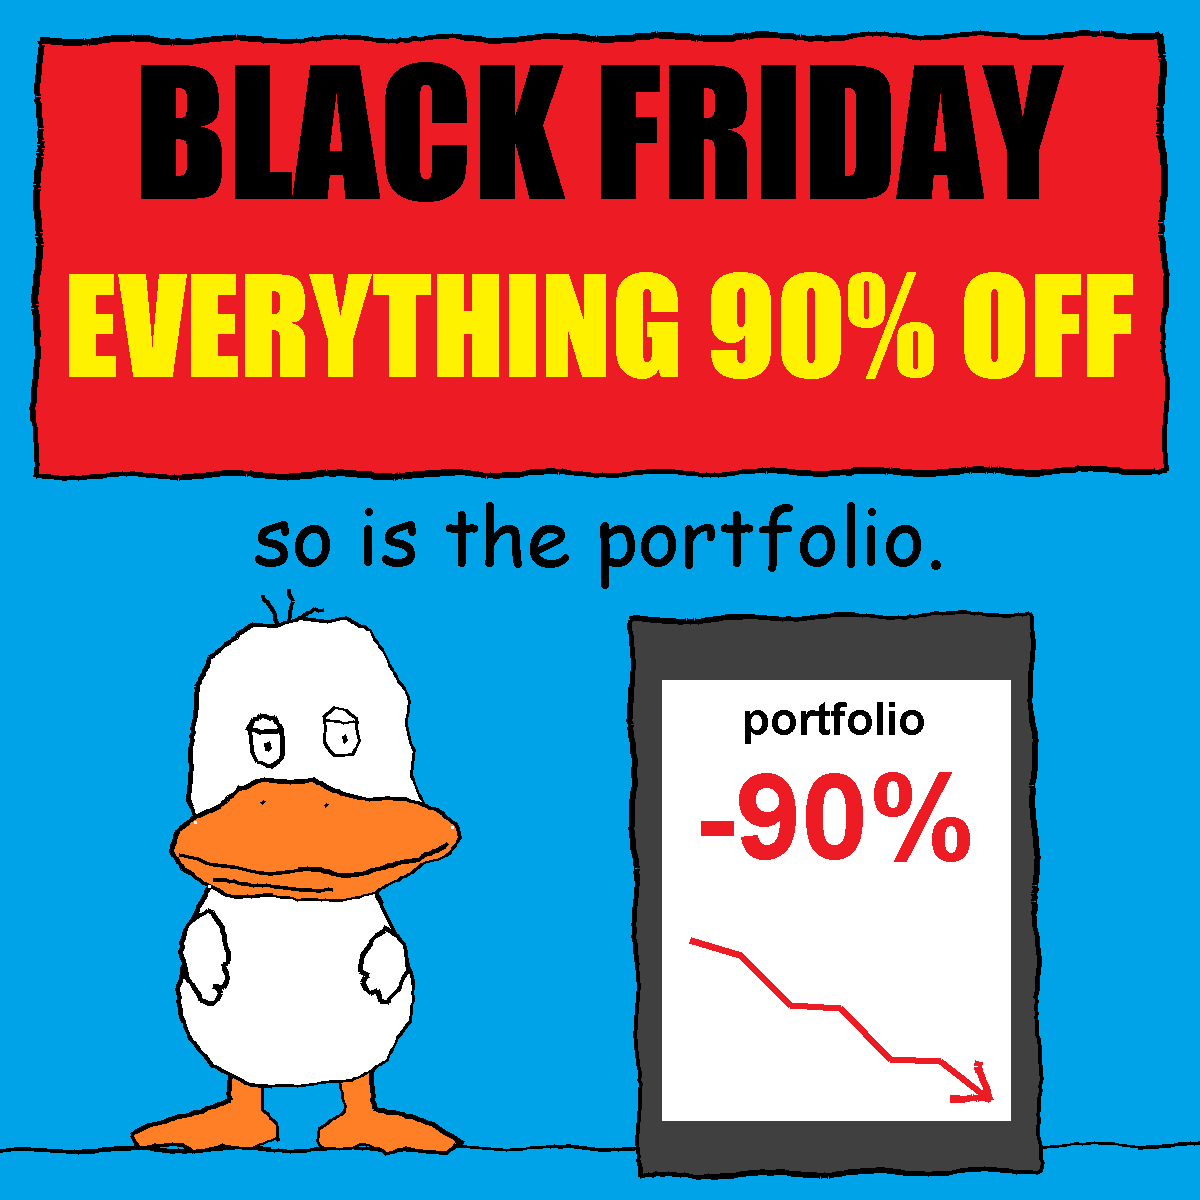 BLACK FRIDAY
EVERYTHING 90% OFF
so is the portfolio.
portfolio
-90%